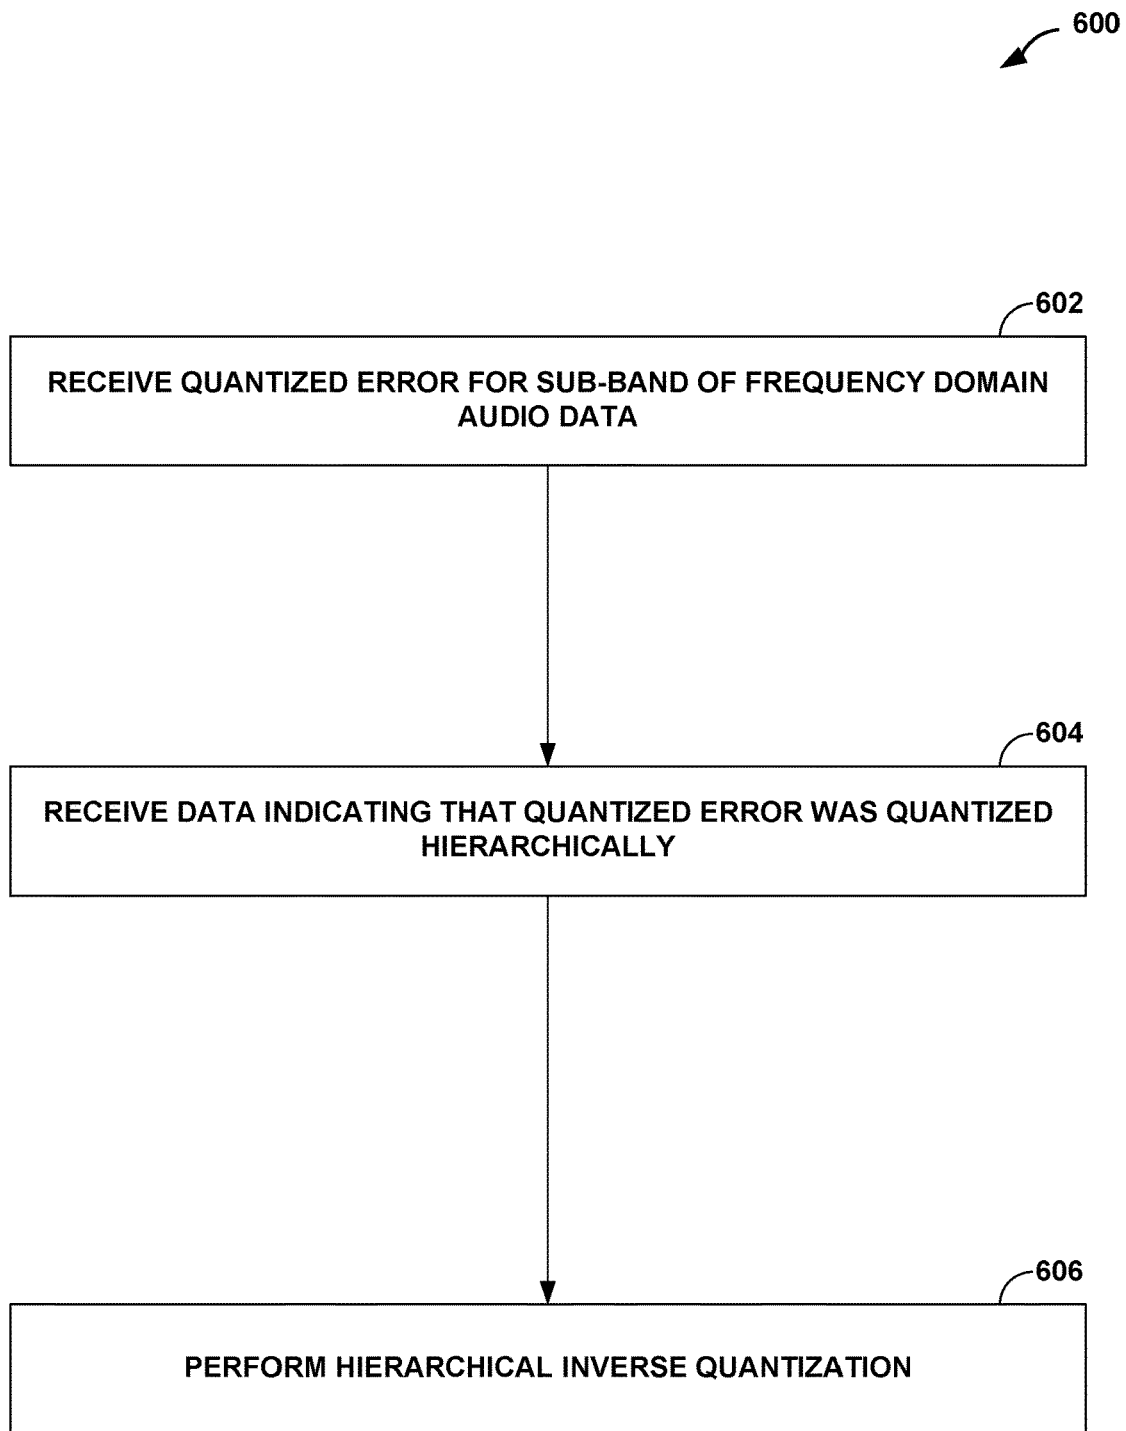 600
602
RECEIVE QUANTIZED ERROR FOR SUB-BAND OF FREQUENCY DOMAIN
AUDIO DATA
604
RECEIVE DATA INDICATING THAT QUANTIZED ERROR WAS QUANTIZED
HIERARCHICALLY
606
PERFORM HIERARCHICAL INVERSE QUANTIZATION